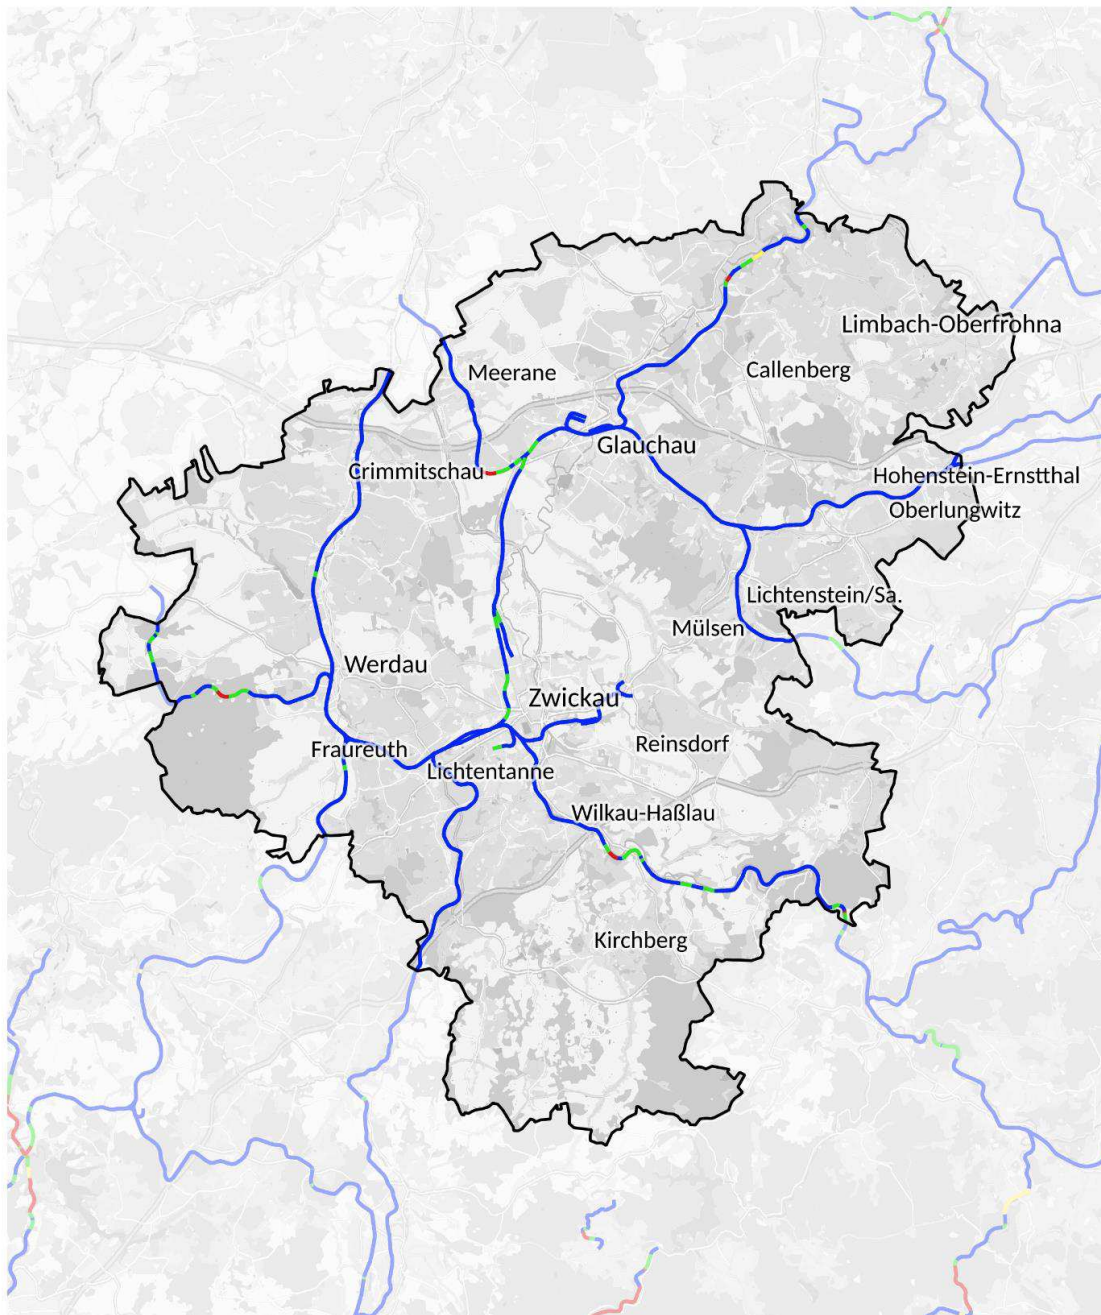 Limbach-Oberfrohna
Meerane
Callenberg
Glauchau
Crimmitschau
Hohenstein-Ernstthal
Oberlungwitz
Lichtenstein/Sa.
Mülsen
Werdau
Zwickau
Fraureuth
Reinsdorf
Lichtentanne
Wilkau-Haßlau
Kirchberg